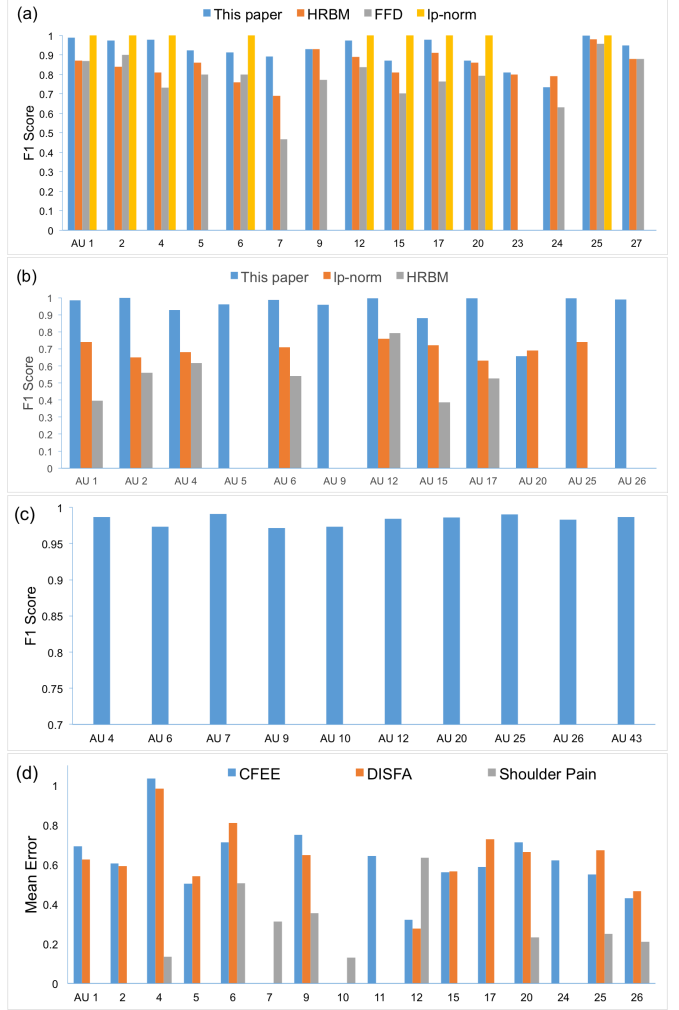 (a)
This paper HRBM FFD lp-norm
F1 Score
1
0.9
0.8
0.7
0.6
0.5
0.4
0.3
0.2
0.1
0
AU 1 2 4 5 6 7 9 12 15 17 20 23 24 25 27
(b)
This paper lp-norm HRBM
F1 Score
1
0.9
0.8
0.7
0.6
0.5
0.4
0.3
0.2
0.1
0
AU 1 AU 2 AU 4 AU 5 AU 6 AU 9 AU 12 AU 15 AU 17 AU 20 AU 25 AU 26
(c)
F1 Score
1
0.95
0.9
0.85
0.8
0.75
0.7
AU 4 AU 6 AU 7 AU 9 AU 10 AU 12 AU 20 AU 25 AU 26 AU 43
(d)
CFEE DISFA Shoulder Pain
Mean Error
1
0.8
0.6
0.4
0.2
0
AU 1 2 4 5 6 7 9 10 11 12 15 17 20 24 25 26